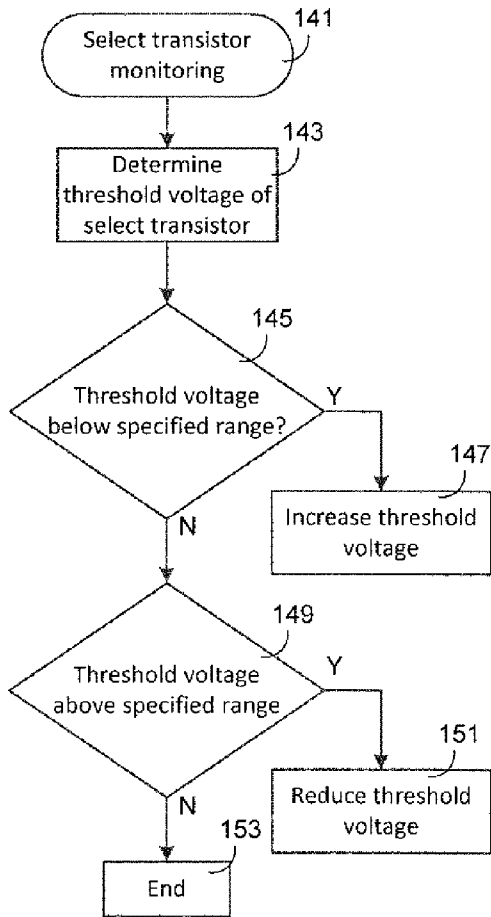 141
Select transistor
monitoring
143
Determine
threshold voltage of
select transistor
145
Threshold voltage
below specified range?
Y
147
Increase threshold
voltage
N
149
Threshold voltage
above specified range
Y
151
Reduce threshold
voltage
N
153
End